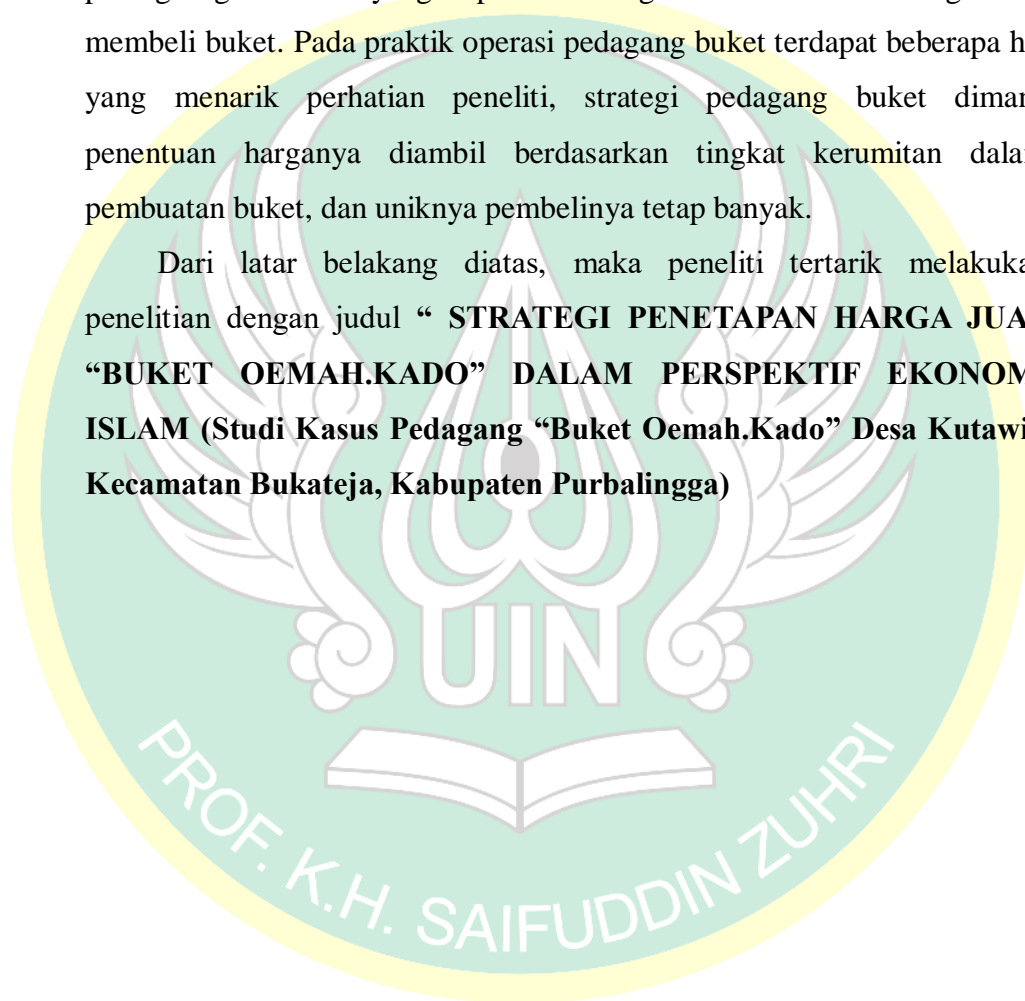 membeli buket. Pada praktik operasi pedagang buket terdapat beberapa h
yang menarik perhatian peneliti, strategi pedagang buket diman
penentuan harganya diambil berdasarkan tingkat kerumitan dalam
pembuatan buket, dan uniknya pembelinya tetap banyak.
Dari latar belakang diatas, maka peneliti tertarik melakuka
penelitian dengan judul “ STRATEGI PENETAPAN HARGA JUA
“BUKET OEMAH.KADO” DALAM PERSPEKTIF EKONOM
ISLAM (Studi Kasus Pedagang “Buket Oemah.Kado” Desa Kutawi
Kecamatan Bukateja, Kabupaten Purbalingga)
UIN
PROF. K.H. SAIFUDDIN ZUHRI